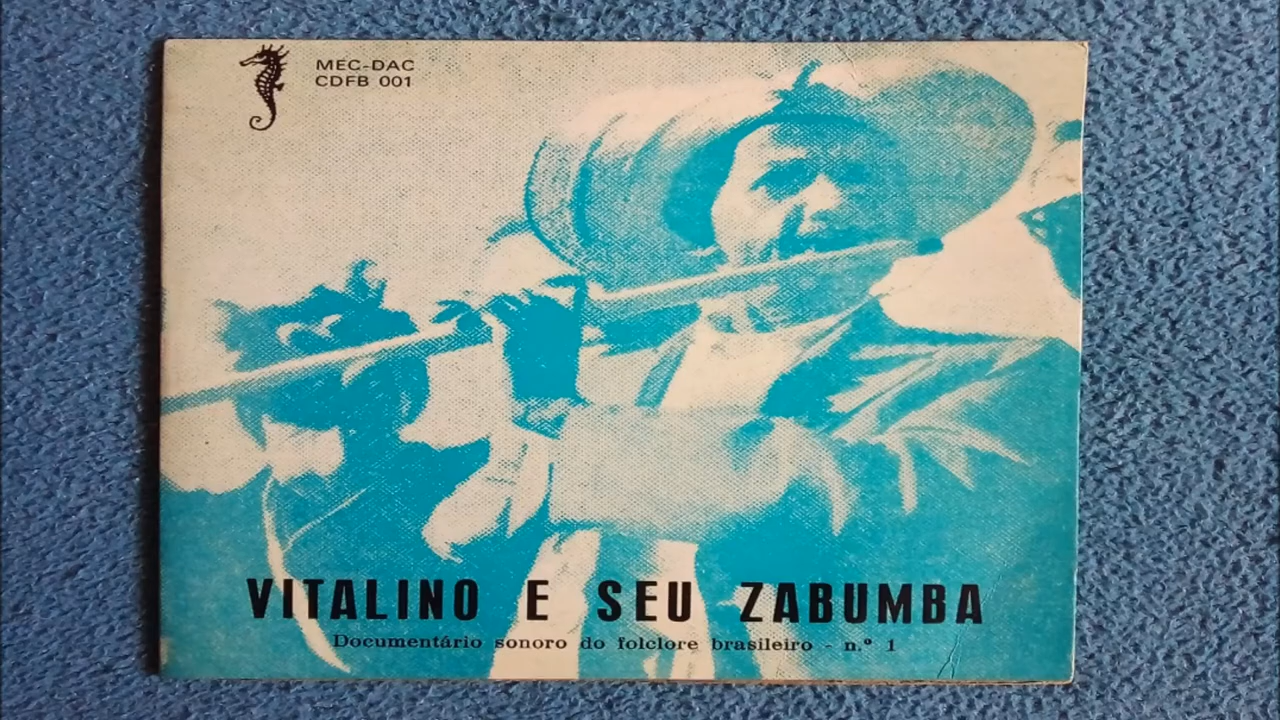 MEC-DAC
CDFB 001
VITALINO E SEU ZABUMBA
Documentário sonoro do folclore brasileiro - n.º 1